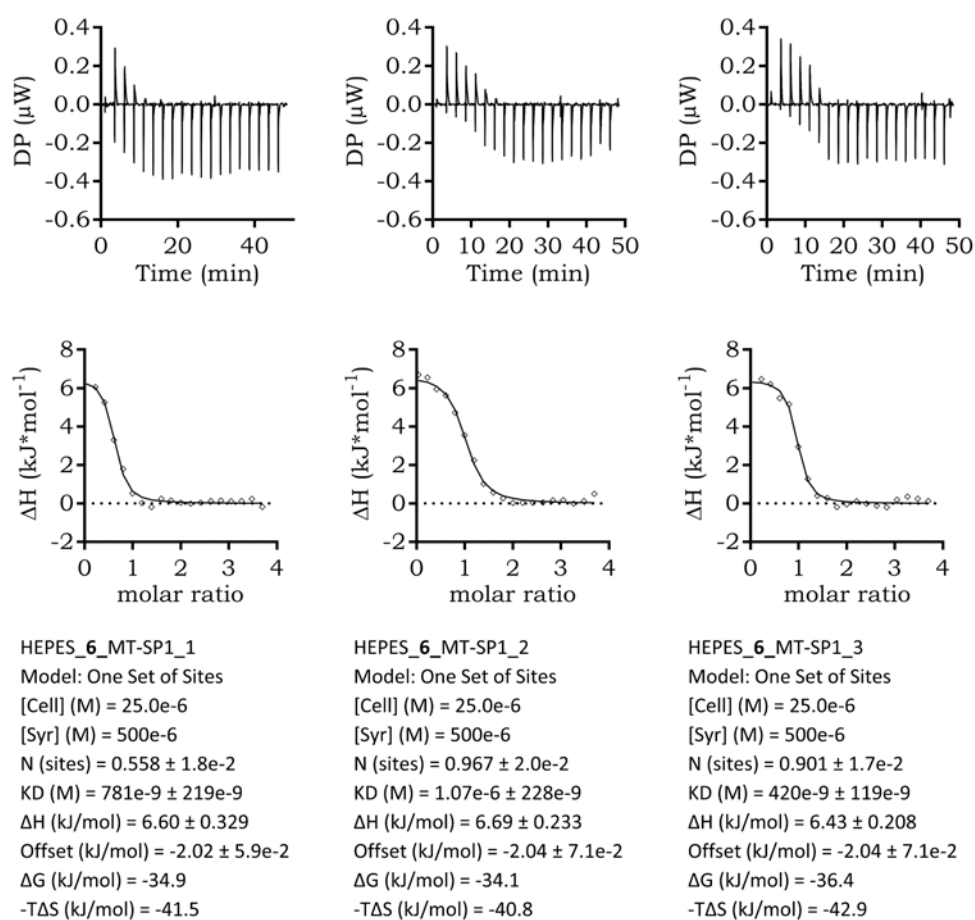 0.4
0.2
0.0
-0.2
-0.4
-0.6
DP (µW)
0 20 40
Time (min)
0.4
0.2
0.0
-0.2
-0.4
-0.6
DP (µW)
0 10 20 30 40 50
Time (min)
0.4
0.2
0.0
-0.2
-0.4
-0.6
DP (µW)
0 10 20 30 40 50
Time (min)
8
6
4
2
0
-2
ΔH (kJ*mol⁻¹)
0 1 2 3 4
molar ratio
8
6
4
2
0
-2
ΔH (kJ*mol⁻¹)
0 1 2 3 4
molar ratio
8
6
4
2
0
-2
ΔH (kJ*mol⁻¹)
0 1 2 3 4
molar ratio
HEPES_6_MT-SP1_1
Model: One Set of Sites
[Cell] (M) = 25.0e-6
[Syr] (M) = 500e-6
N (sites) = 0.558 ± 1.8e-2
KD (M) = 781e-9 ± 219e-9
ΔH (kJ/mol) = 6.60 ± 0.329
Offset (kJ/mol) = -2.02 ± 5.9e-2
ΔG (kJ/mol) = -34.9
-TΔS (kJ/mol) = -41.5
HEPES_6_MT-SP1_2
Model: One Set of Sites
[Cell] (M) = 25.0e-6
[Syr] (M) = 500e-6
N (sites) = 0.967 ± 2.0e-2
KD (M) = 1.07e-6 ± 228e-9
ΔH (kJ/mol) = 6.69 ± 0.233
Offset (kJ/mol) = -2.04 ± 7.1e-2
ΔG (kJ/mol) = -34.1
-TΔS (kJ/mol) = -40.8
HEPES_6_MT-SP1_3
Model: One Set of Sites
[Cell] (M) = 25.0e-6
[Syr] (M) = 500e-6
N (sites) = 0.901 ± 1.7e-2
KD (M) = 420e-9 ± 119e-9
ΔH (kJ/mol) = 6.43 ± 0.208
Offset (kJ/mol) = -2.04 ± 7.1e-2
ΔG (kJ/mol) = -36.4
-TΔS (kJ/mol) = -42.9